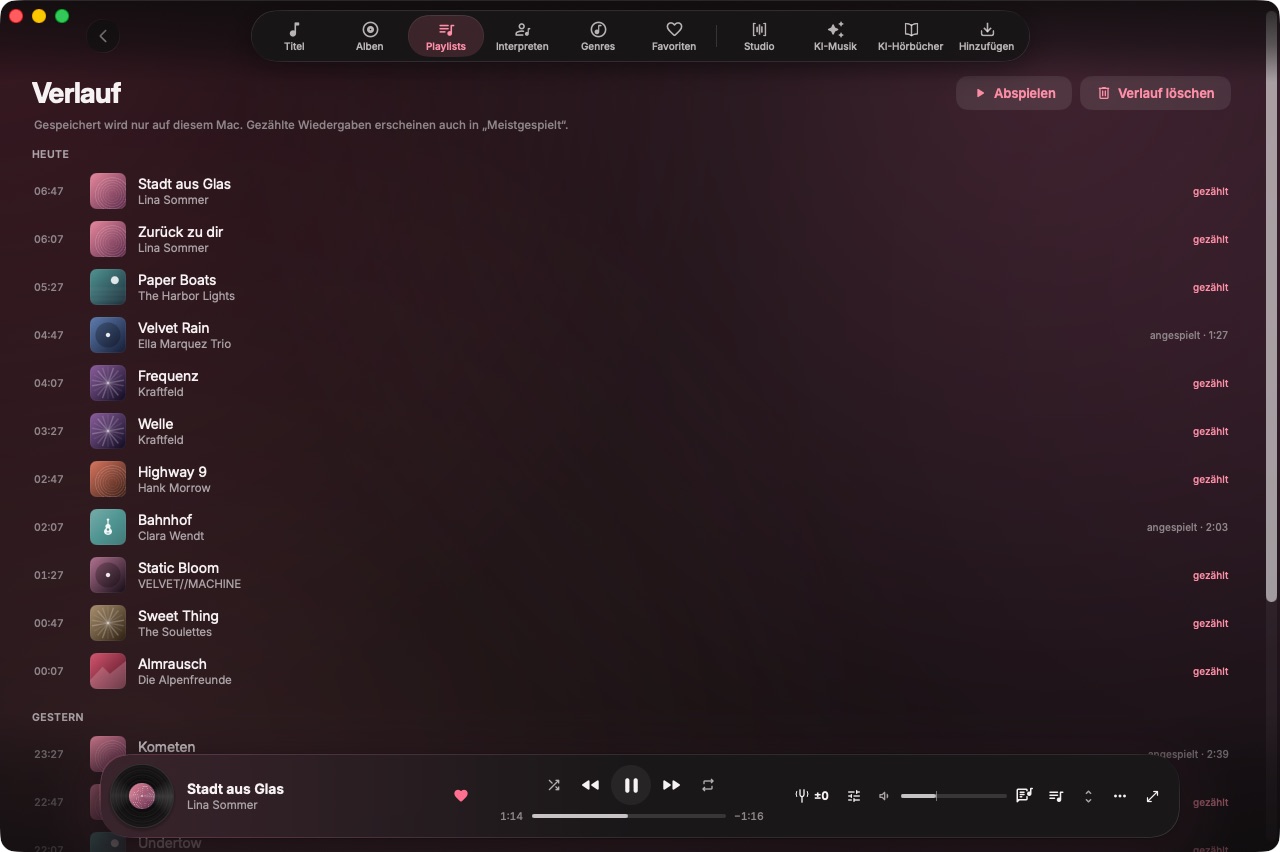 Titel
Alben
Playlists
Interpreten
Genres
Favoriten
Studio
KI-Musik
KI-Hörbücher
Hinzufügen
Verlauf
Abspielen
Verlauf löschen
Gespeichert wird nur auf diesem Mac. Gezählte Wiedergaben erscheinen auch in „Meistgespielt“.
HEUTE
06:47
Stadt aus Glas
Lina Sommer
gezählt
06:07
Zurück zu dir
Lina Sommer
gezählt
05:27
Paper Boats
The Harbor Lights
gezählt
04:47
Velvet Rain
Ella Marquez Trio
angespielt · 1:27
04:07
Frequenz
Kraftfeld
gezählt
03:27
Welle
Kraftfeld
gezählt
02:47
Highway 9
Hank Morrow
gezählt
02:07
Bahnhof
Clara Wendt
angespielt · 2:03
01:27
Static Bloom
VELVET//MACHINE
gezählt
00:47
Sweet Thing
The Soulettes
gezählt
00:07
Almrausch
Die Alpenfreunde
gezählt
GESTERN
23:27
Kometen
angespielt · 2:39
22:47
gezählt
Stadt aus Glas
Lina Sommer
1:14
−1:16
±0
22:07
Undertow
gezählt